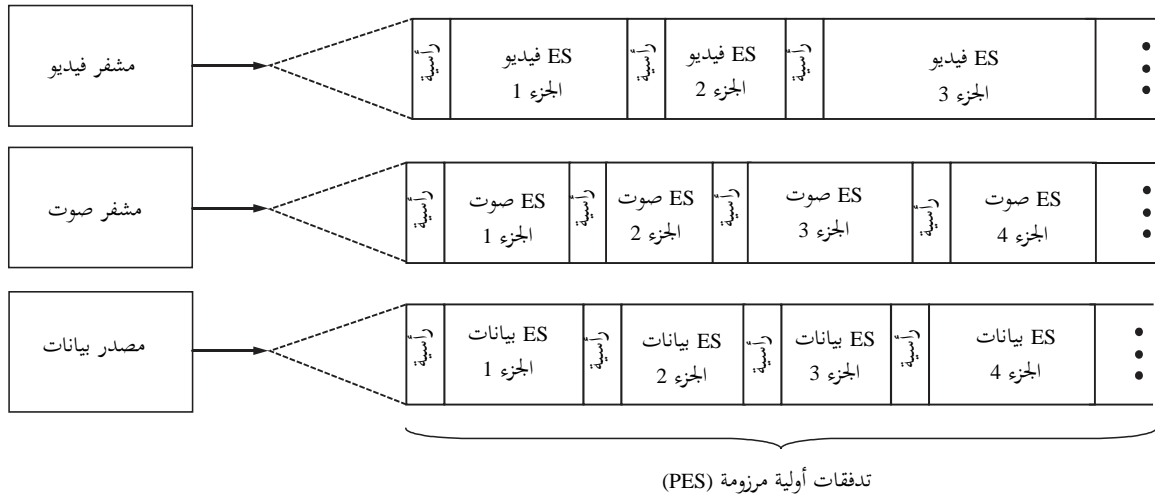 مشفر فيديو
رأسية
ES فيديو
الجزء 1
رأسية
ES فيديو
الجزء 2
رأسية
ES فيديو
الجزء 3
مشفر صوت
رأسية
ES صوت
الجزء 1
رأسية
ES صوت
الجزء 2
رأسية
ES صوت
الجزء 3
رأسية
ES صوت
الجزء 4
مصدر بيانات
رأسية
ES بيانات
الجزء 1
رأسية
ES بيانات
الجزء 2
رأسية
ES بيانات
الجزء 3
رأسية
ES بيانات
الجزء 4
تدفقات أولية مرزومة (PES)